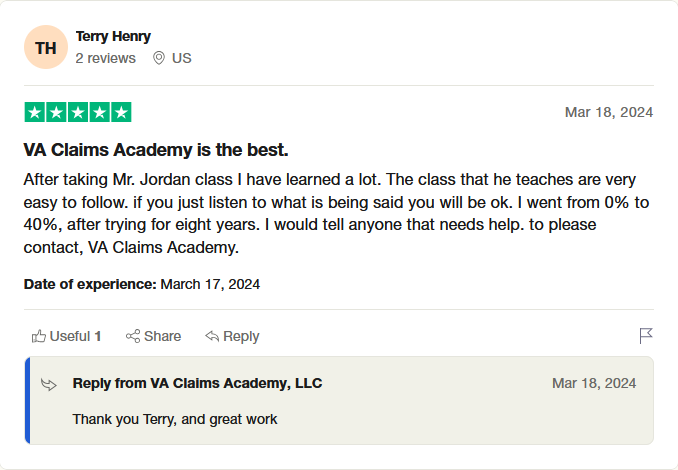 TH
Terry Henry
2 reviews US
Mar 18, 2024
VA Claims Academy is the best.
After taking Mr. Jordan class I have learned a lot. The class that he teaches are very
easy to follow. if you just listen to what is being said you will be ok. I went from 0% to
40%, after trying for eight years. I would tell anyone that needs help. to please
contact, VA Claims Academy.
Date of experience: March 17, 2024
Useful 1 Share Reply
Reply from VA Claims Academy, LLC Mar 18, 2024
Thank you Terry, and great work